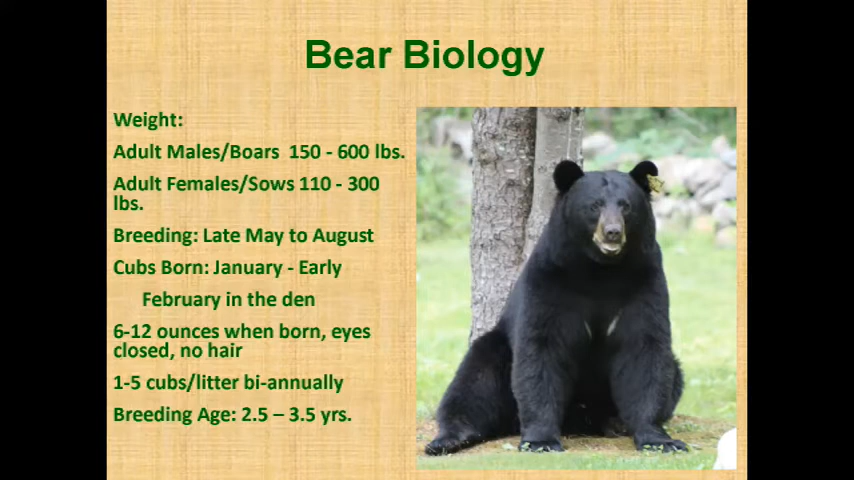 Bear Biology
Weight:
Adult Males/Boars  150 - 600 lbs.
Adult Females/Sows 110 - 300
lbs.
Breeding: Late May to August
Cubs Born: January - Early
February in the den
6-12 ounces when born, eyes
closed, no hair
1-5 cubs/litter bi-annually
Breeding Age: 2.5 – 3.5 yrs.